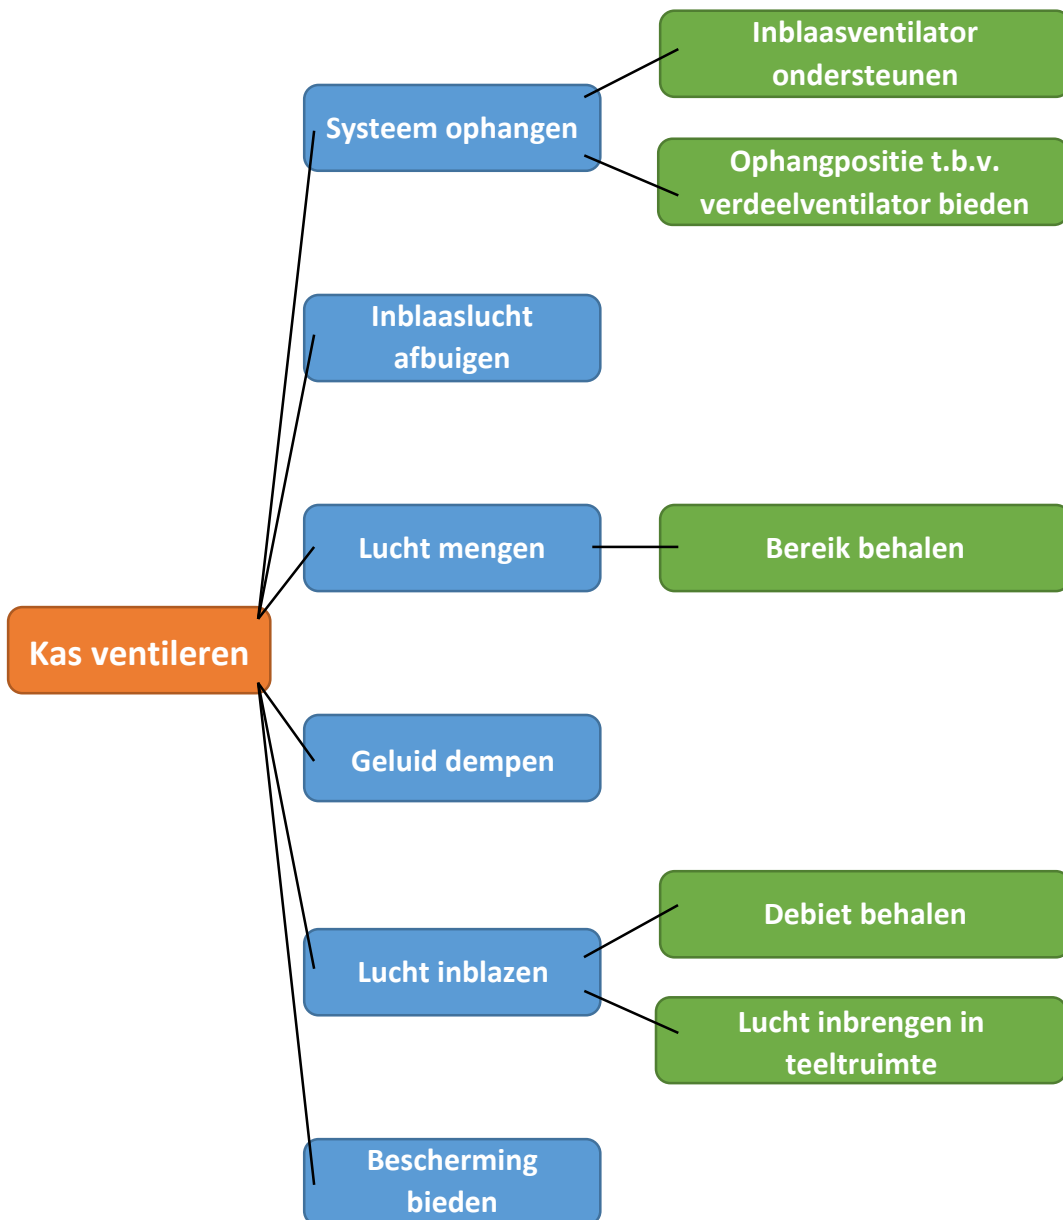 Inblaasventilator
ondersteunen
Systeem ophangen
Ophangpositie t.b.v.
verdeelventilator bieden
Inblaaslucht
afbuigen
Lucht mengen
Bereik behalen
Kas ventileren
Geluid dempen
Debiet behalen
Lucht inblazen
Lucht inbrengen in
teeltruimte
Bescherming
bieden